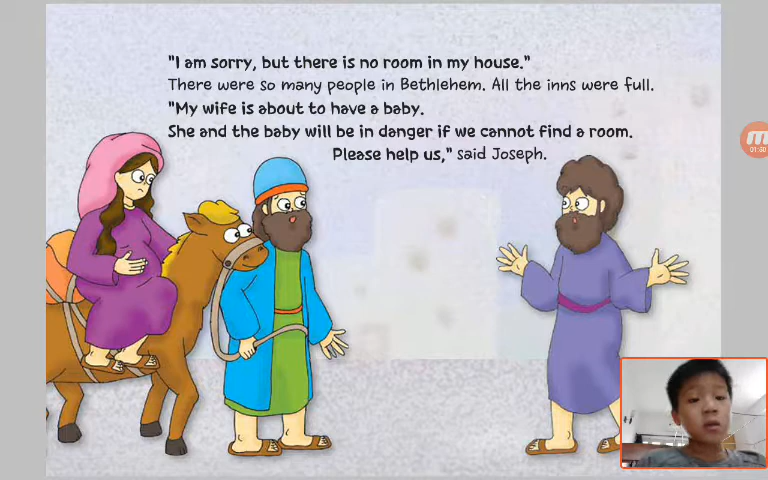 "I am sorry, but there is no room in my house."
There were so many people in Bethlehem. All the inns were full.
"My wife is about to have a baby.
She and the baby will be in danger if we cannot find a room.
Please help us," said Joseph.
01:50